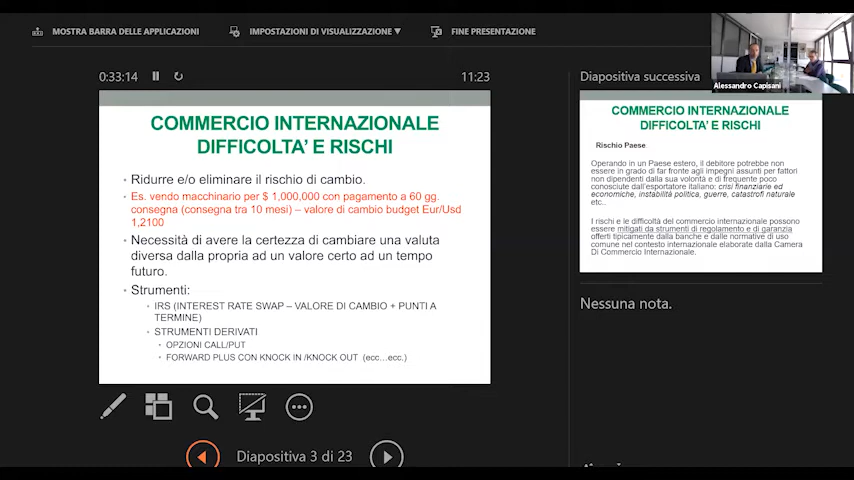 MOSTRA BARRA DELLE APPLICAZIONI
IMPOSTAZIONI DI VISUALIZZAZIONE ▼
FINE PRESENTAZIONE
Alessandro Capisani
0:33:14
11:23
COMMERCIO INTERNAZIONALE
DIFFICOLTA' E RISCHI
• Ridurre e/o eliminare il rischio di cambio.
• Es. vendo macchinario per $ 1,000,000 con pagamento a 60 gg.
consegna (consegna tra 10 mesi) – valore di cambio budget Eur/Usd
1,2100
• Necessità di avere la certezza di cambiare una valuta
diversa dalla propria ad un valore certo ad un tempo
futuro.
• Strumenti:
• IRS (INTEREST RATE SWAP – VALORE DI CAMBIO + PUNTI A
TERMINE)
• STRUMENTI DERIVATI
• OPZIONI CALL/PUT
• FORWARD PLUS CON KNOCK IN /KNOCK OUT (ecc...ecc.)
Diapositiva 3 di 23
Diapositiva successiva
COMMERCIO INTERNAZIONALE
DIFFICOLTA' E RISCHI
Rischio Paese
Operando in un Paese estero, il debitore potrebbe non
essere in grado di far fronte agli impegni assunti per fattori
non dipendenti dalla sua volontà e di frequente poco
conosciute dall'esportatore italiano: crisi finanziarie ed
economiche, instabilità politica, guerre, catastrofi naturali
etc..
I rischi e le difficoltà del commercio internazionale possono
essere mitigati da strumenti di regolamento e di garanzia
offerti tipicamente dalla banche e dalle normative di uso
comune nel contesto internazionale elaborate dalla Camera
Di Commercio Internazionale.
Nessuna nota.